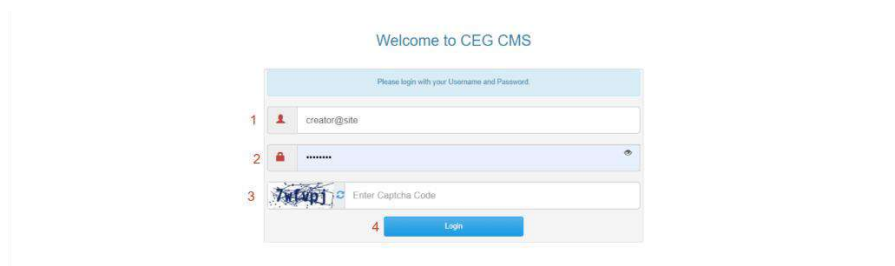 Welcome to CEG CMS
Please login with your Username and Password.
1 creator@site
2 ••••••••
3 Enter Captcha Code
4 Login